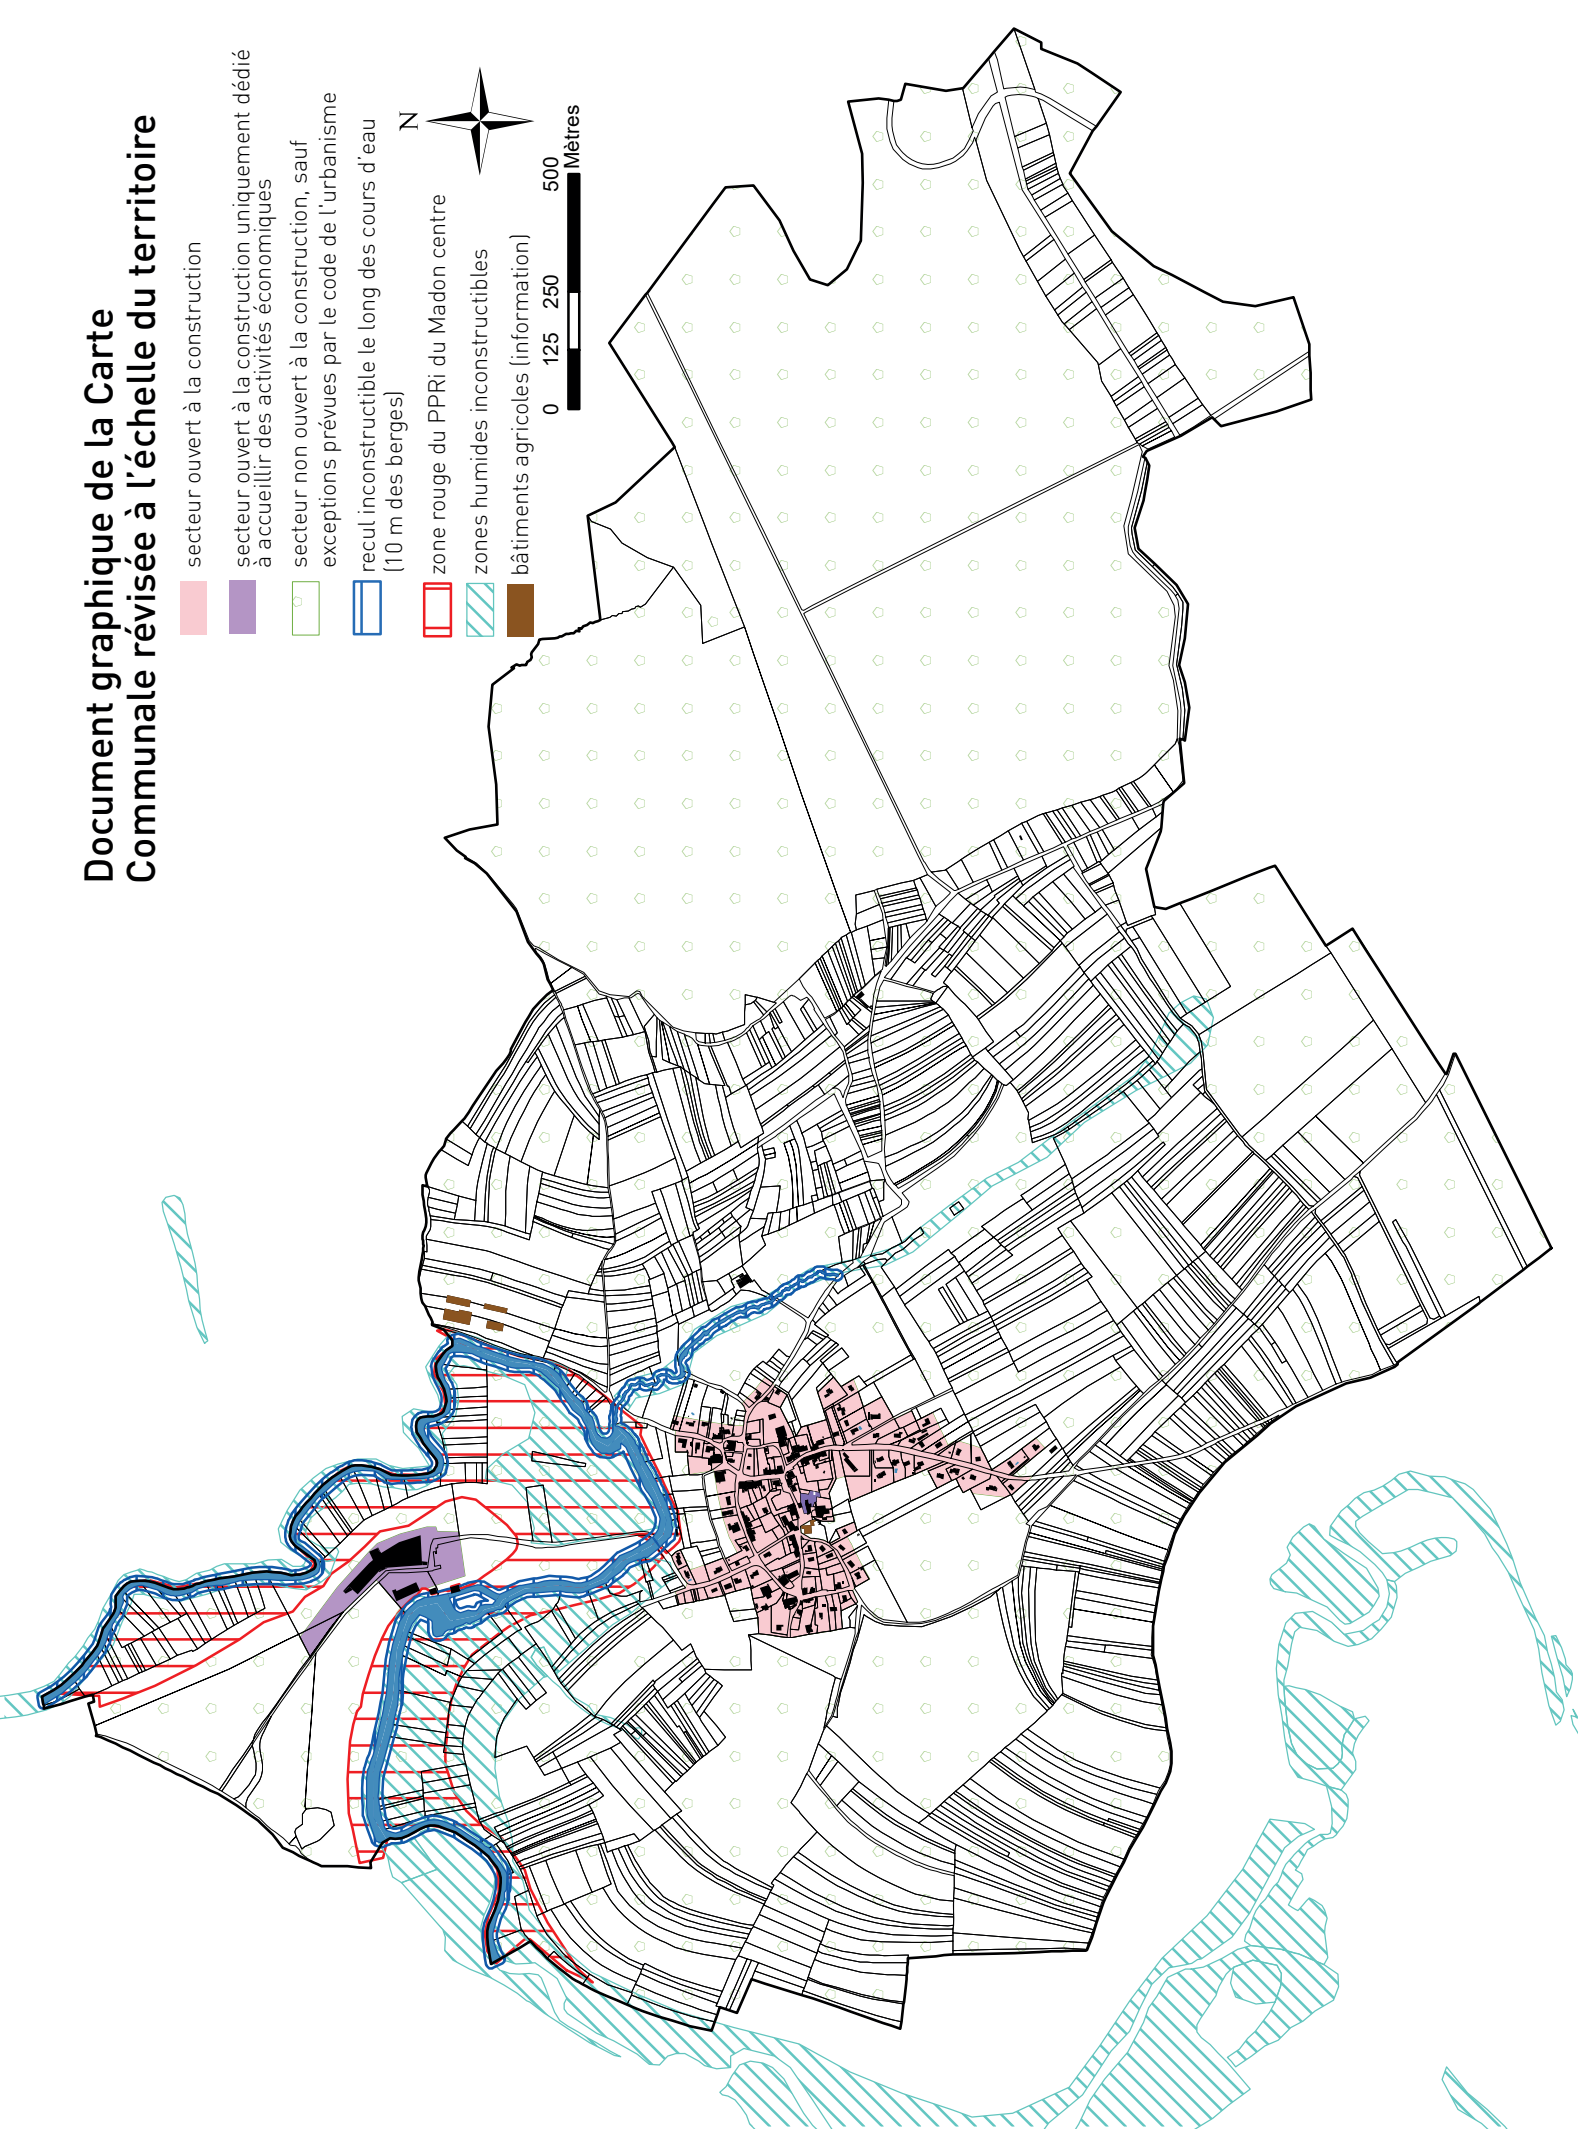 Document graphique de la Carte
Communale révisée à l'échelle du territoire
secteur ouvert à la construction
secteur ouvert à la construction uniquement dédié
à accueillir des activités économiques
secteur non ouvert à la construction, sauf
exceptions prévues par le code de l'urbanisme
recul inconstructible le long des cours d'eau
(10 m des berges)
zone rouge du PPRi du Madon centre
zones humides inconstructibles
bâtiments agricoles (information)
N
0 125 250 500
Mètres